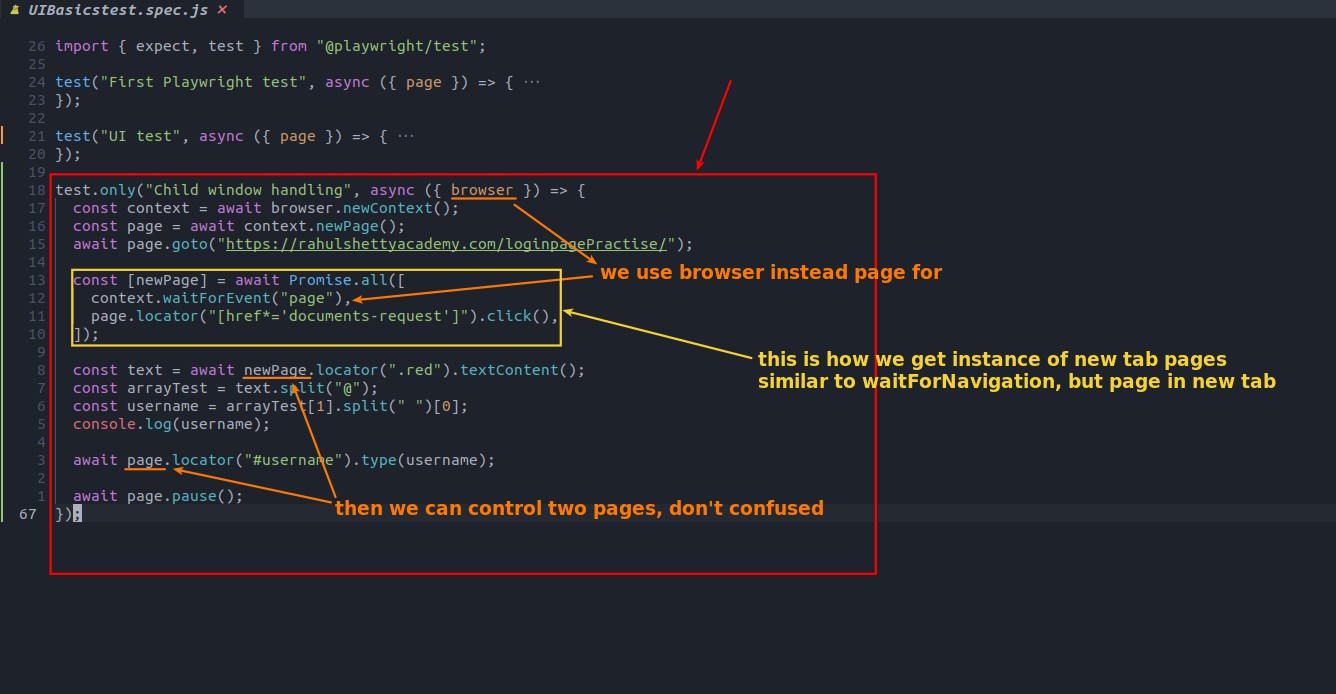 UIBasicstest.spec.js ×
26 import { expect, test } from "@playwright/test";
25
24 test("First Playwright test", async ({ page }) => { ···
23 });
22
21 test("UI test", async ({ page }) => { ···
20 });
19
18 test.only("Child window handling", async ({ browser }) => {
17 const context = await browser.newContext();
16 const page = await context.newPage();
15 await page.goto("https://rahulshettyacademy.com/loginpagePractise/");
14
we use browser instead page for
13 const [newPage] = await Promise.all([
12 context.waitForEvent("page"),
11 page.locator("[href*='documents-request']").click(),
10 ]);
9
this is how we get instance of new tab pages
similar to waitForNavigation, but page in new tab
8 const text = await newPage.locator(".red").textContent();
7 const arrayTest = text.split("@");
6 const username = arrayTest[1].split(" ")[0];
5 console.log(username);
4
3 await page.locator("#username").type(username);
2
1 await page.pause();
then we can control two pages, don't confused
67 });